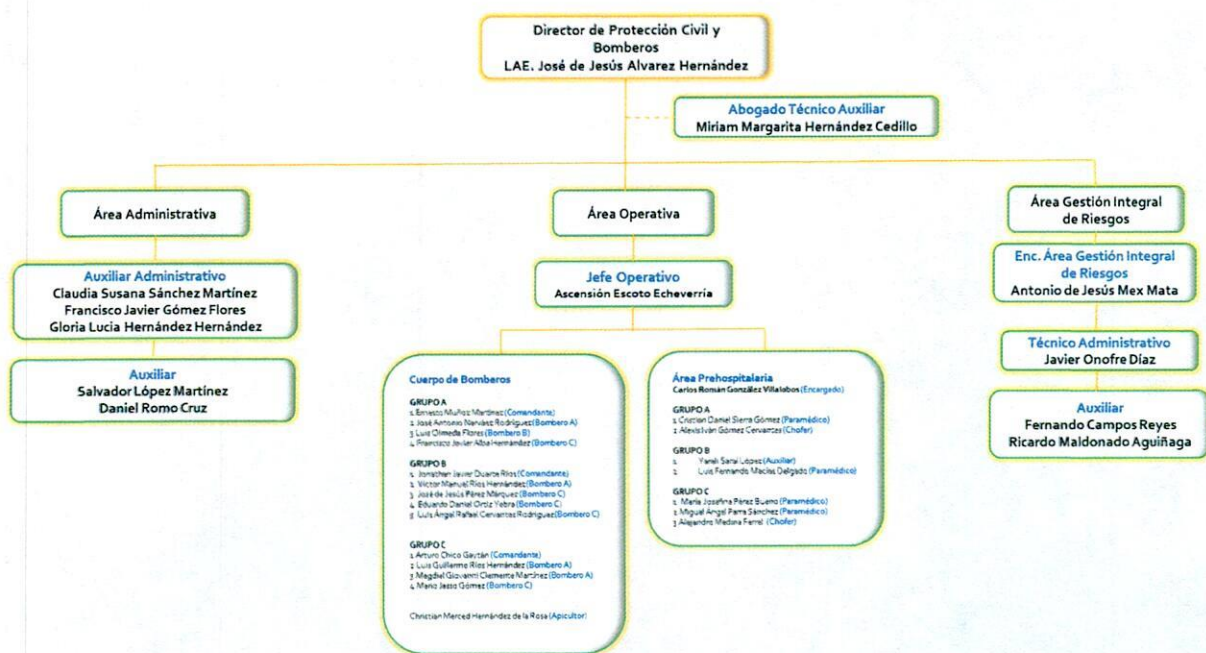 Director de Protección Civil y
Bomberos
LAE. José de Jesús Alvarez Hernández
Abogado Técnico Auxiliar
Miriam Margarita Hernández Cedillo
Área Administrativa
Auxiliar Administrativo
Claudia Susana Sánchez Martínez
Francisco Javier Gómez Flores
Gloria Lucia Hernández Hernández
Auxiliar
Salvador López Martínez
Daniel Romo Cruz
Área Operativa
Jefe Operativo
Ascensión Escoto Echeverría
Cuerpo de Bomberos
GRUPO A
1 Ernesto Muñoz Martínez (Comandante)
2 José Antonio Narváez Rodríguez (Bombero A)
3 Luis Olmeda Flores (Bombero B)
4 Francisco Javier Alba Hernández (Bombero C)
GRUPO B
1 Jonathan Javier Duarte Ríos (Comandante)
2 Víctor Manuel Ríos Hernández (Bombero A)
3 José de Jesús Pérez Márquez (Bombero C)
4 Eduardo Daniel Ortiz Yebra (Bombero C)
5 Luis Ángel Rafael Cervantes Rodríguez (Bombero C)
GRUPO C
1 Arturo Chico Gaytán (Comandante)
2 Luis Guillermo Ríos Hernández (Bombero A)
3 Magdiel Giovanni Clemente Martínez (Bombero A)
4 Mario Jasso Gómez (Bombero C)
Christian Merced Hernández de la Rosa (Apicultor)
Área Prehospitalaria
Carlos Román González Villalobos (Encargado)
GRUPO A
1 Cristian Daniel Sierra Gómez (Paramédico)
2 Alexis Iván Gómez Cervantes (Chofer)
GRUPO B
1. Yareli Sarai López (Auxiliar)
2. Luis Fernando Macías Delgado (Paramédico)
GRUPO C
1 María Josefina Pérez Bueno (Paramédico)
2 Miguel Ángel Parra Sánchez (Paramédico)
3 Alejandro Medina Ferrel (Chofer)
Área Gestión Integral
de Riesgos
Enc. Área Gestión Integral
de Riesgos
Antonio de Jesús Mex Mata
Técnico Administrativo
Javier Onofre Díaz
Auxiliar
Fernando Campos Reyes
Ricardo Maldonado Aguiñaga